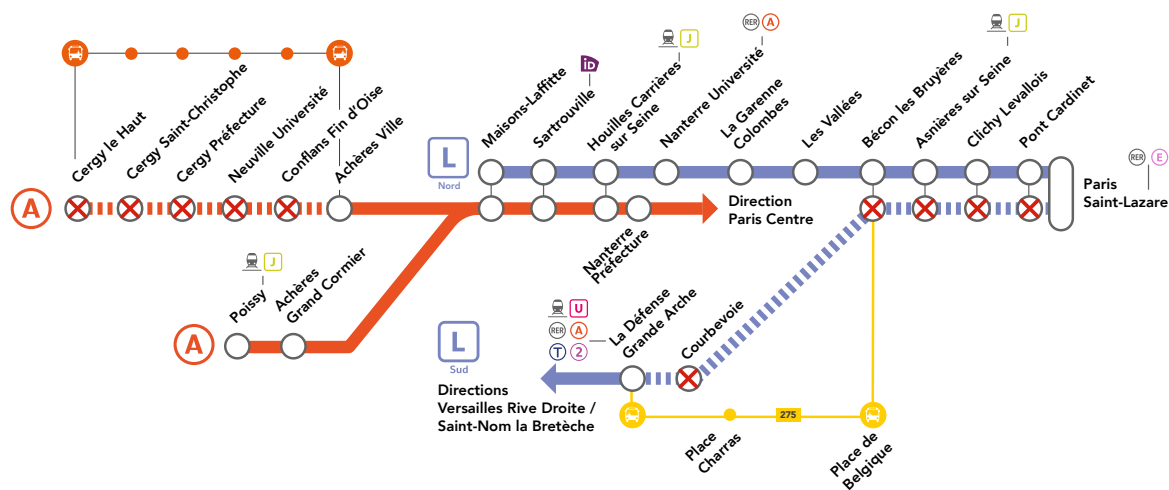 Cergy le Haut
Cergy Saint-Christophe
Cergy Préfecture
Neuville Université
Conflans Fin d'Oise
Achères Ville
A
L
Nord
Maisons-Laffitte
iD
Sartrouville
J
Houilles Carrières
sur Seine
RER A
Nanterre Université
La Garenne
Colombes
Les Vallées
Bécon les Bruyères
J
Asnières sur Seine
Clichy Levallois
Pont Cardinet
RER E
Paris
Saint-Lazare
Direction
Paris Centre
Nanterre
Préfecture
J
Poissy
Achères
Grand Cormier
A
L
Sud
Directions
Versailles Rive Droite /
Saint-Nom la Bretèche
U
RER A
T 2
La Défense
Grande Arche
Courbevoie
275
Place
Charras
Place de
Belgique